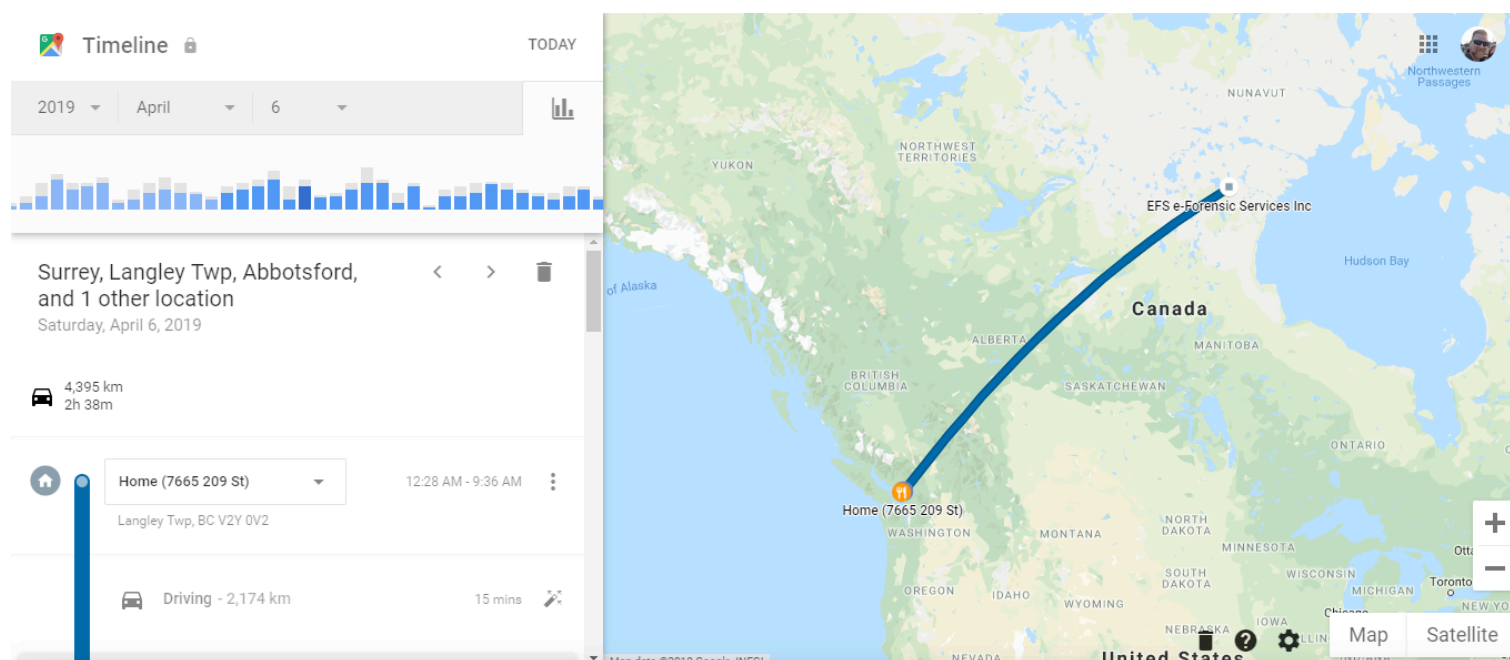 Timeline
TODAY
2019
April
6
Surrey, Langley Twp, Abbotsford,
and 1 other location
Saturday, April 6, 2019
4,395 km
2h 38m
Home (7665 209 St)
12:28 AM - 9:36 AM
Langley Twp, BC V2Y 0V2
Driving - 2,174 km
15 mins
Northwestern
Passages
NUNAVUT
NORTHWEST
TERRITORIES
YUKON
EFS e-Forensic Services Inc
Hudson Bay
of Alaska
Canada
ALBERTA
MANITOBA
BRITISH
COLUMBIA
SASKATCHEWAN
ONTARIO
Home (7665 209 St)
WASHINGTON
MONTANA
NORTH
DAKOTA
MINNESOTA
Otta
SOUTH
DAKOTA
WISCONSIN
MICHIGAN
Toronto
OREGON
IDAHO
WYOMING
NEW YO
Chicago
IOWA
NEBRASKA
ILLIN
Map
Satellite
NEVADA
United States
INDIANA